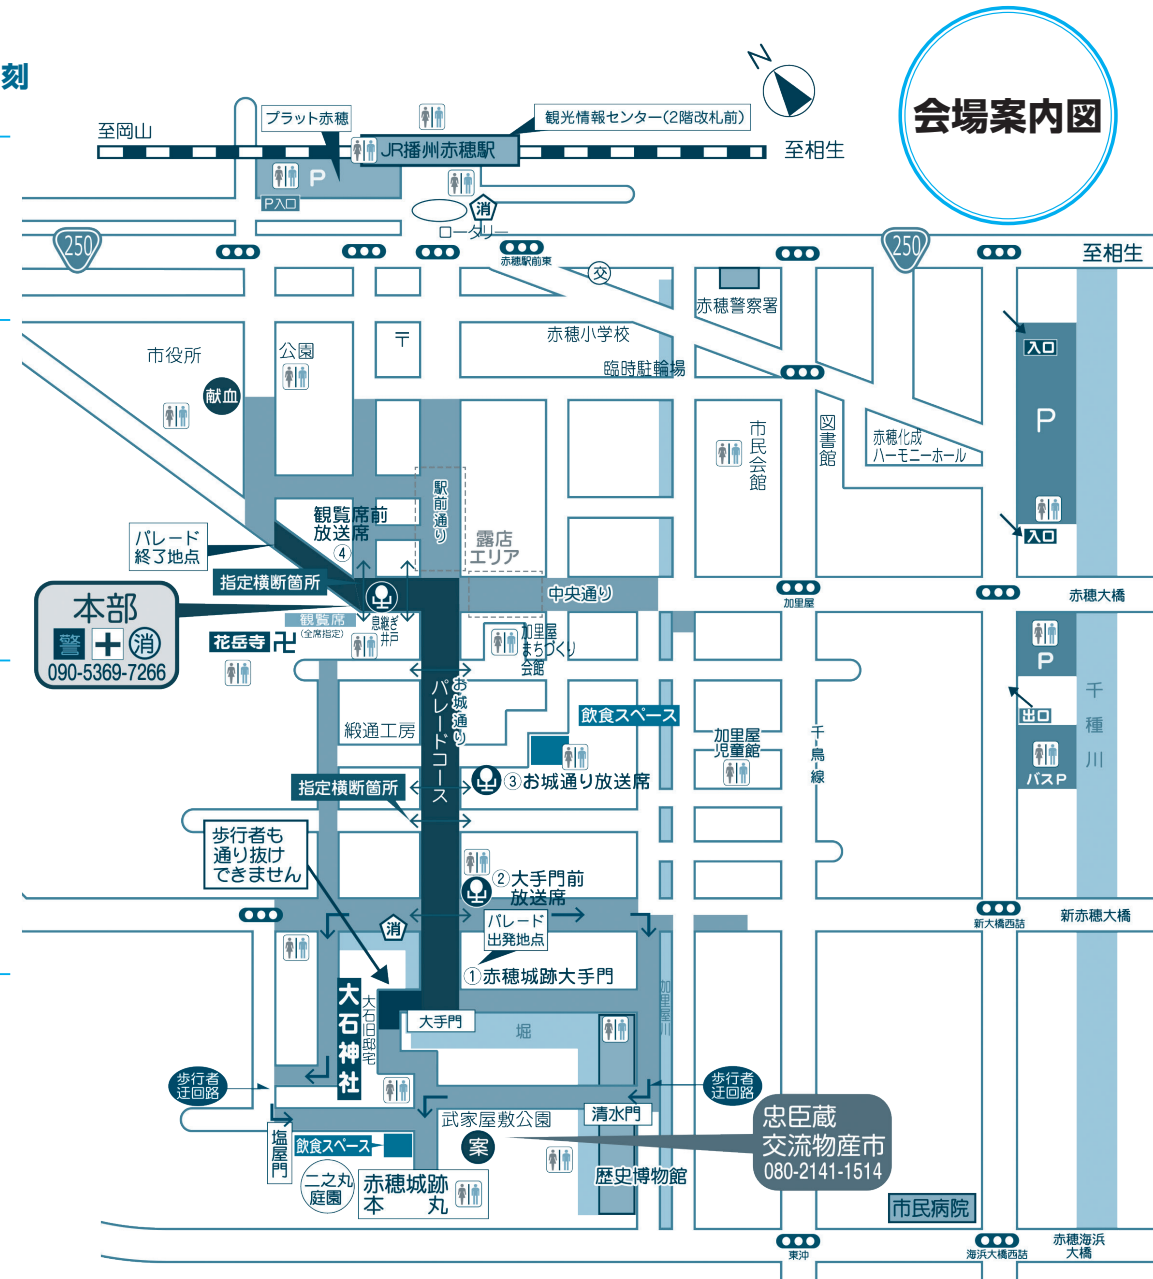 刻
会場案内図
N
至岡山
プラット赤穂
観光情報センター(2階改札前)
JR播州赤穂駅
至相生
P
P入口
消
ロータリー
250
赤穂駅前東
250
至相生
交
赤穂警察署
〒
赤穂小学校
臨時駐輪場
市役所
公園
献血
入口
P
入口
市民会館
図書館
赤穂化成
ハーモニーホール
駅前通り
観覧席前
放送席
④
露店
エリア
パレード
終了地点
指定横断箇所
中央通り
加里屋
赤穂大橋
本部
警
消
090-5369-7266
観覧席
(全席指定)
息継ぎ
井戸
花岳寺
卍
加里屋
まちづくり
会館
P
千種川
出口
バスP
お城通り
パレードコース
緞通工房
飲食スペース
加里屋
児童館
千鳥線
③お城通り放送席
指定横断箇所
歩行者も
通り抜け
できません
②大手門前
放送席
パレード
出発地点
消
新大橋西詰
新赤穂大橋
①赤穂城跡大手門
大石神社
大石旧邸宅
大手門
堀
加里屋川
歩行者
迂回路
歩行者
迂回路
清水門
武家屋敷公園
案
忠臣蔵
交流物産市
080-2141-1514
塩屋門
飲食スペース
二之丸
庭園
赤穂城跡
本丸
歴史博物館
市民病院
東沖
海浜大橋西詰
赤穂海浜
大橋